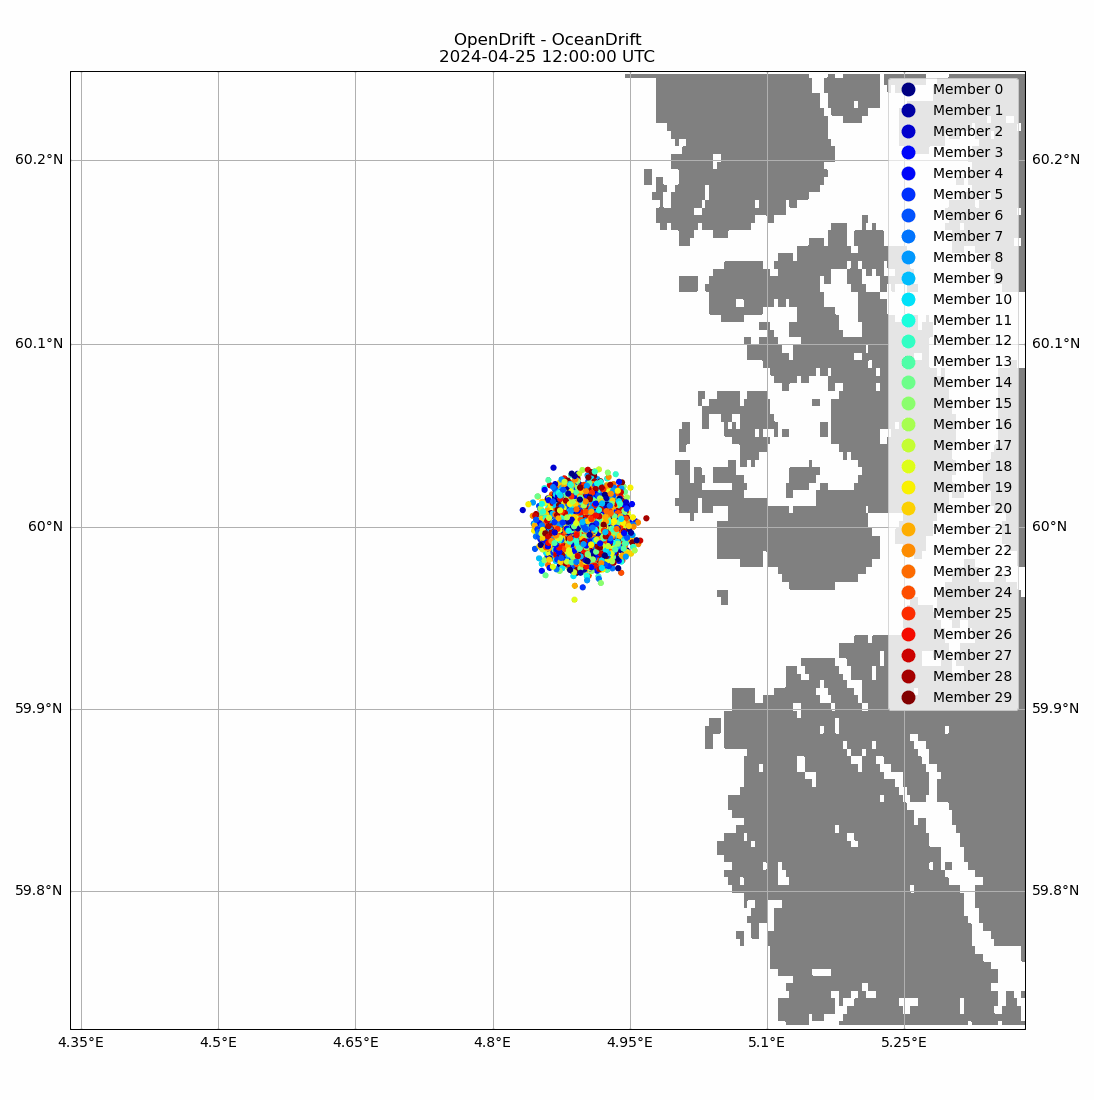 OpenDrift - OceanDrift
2024-04-25 12:00:00 UTC
Member 0
Member 1
Member 2
Member 3
Member 4
Member 5
Member 6
Member 7
Member 8
Member 9
Member 10
Member 11
Member 12
Member 13
Member 14
Member 15
Member 16
Member 17
Member 18
Member 19
Member 20
Member 21
Member 22
Member 23
Member 24
Member 25
Member 26
Member 27
Member 28
Member 29
60.2°N 60.2°N
60.1°N 60.1°N
60°N 60°N
59.9°N 59.9°N
59.8°N 59.8°N
4.35°E 4.5°E 4.65°E 4.8°E 4.95°E 5.1°E 5.25°E